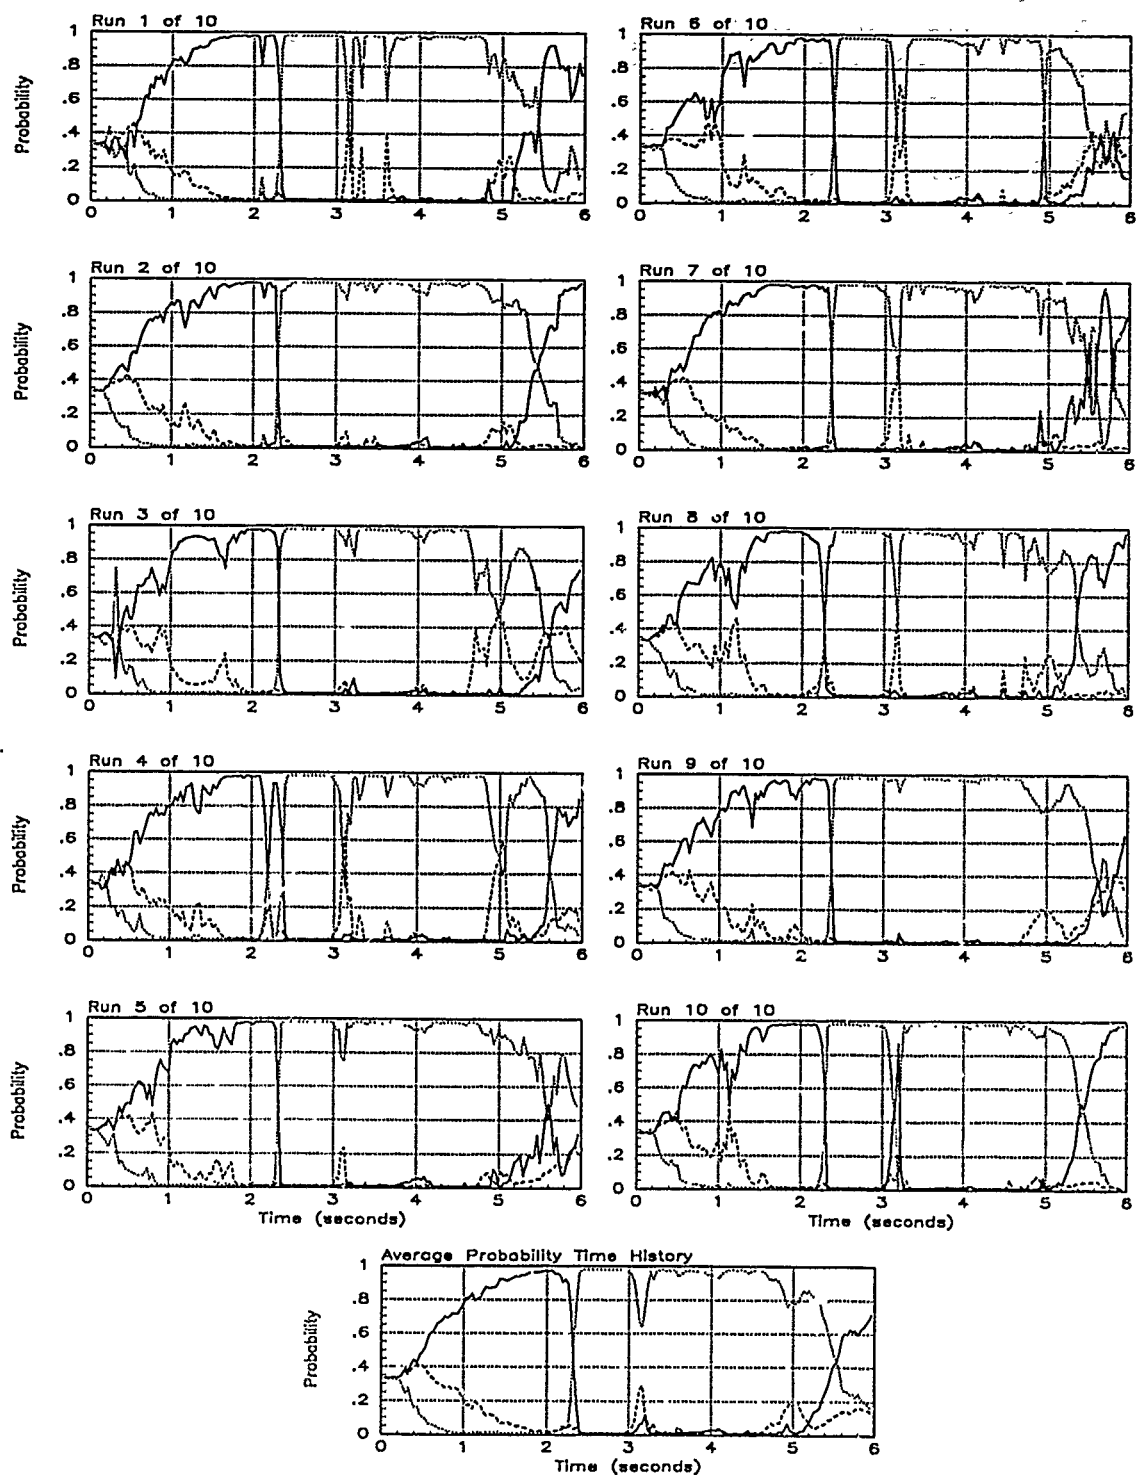 Run 1 of 10
Probability
1
.8
.6
.4
.2
0
0 1 2 3 4 5 6
Run 6 of 10
1
.8
.6
.4
.2
0
0 1 2 3 4 5 6
Run 2 of 10
Probability
1
.8
.6
.4
.2
0
0 1 2 3 4 5 6
Run 7 of 10
1
.8
.6
.4
.2
0
0 1 2 3 4 5 6
Run 3 of 10
Probability
1
.8
.6
.4
.2
0
0 1 2 3 4 5 6
Run 8 of 10
1
.8
.6
.4
.2
0
0 1 2 3 4 5 6
Run 4 of 10
Probability
1
.8
.6
.4
.2
0
0 1 2 3 4 5 6
Run 9 of 10
1
.8
.6
.4
.2
0
0 1 2 3 4 5 6
Run 5 of 10
Probability
1
.8
.6
.4
.2
0
0 1 2 3 4 5 6
Time (seconds)
Run 10 of 10
1
.8
.6
.4
.2
0
0 1 2 3 4 5 6
Time (seconds)
Average Probability Time History
Probability
1
.8
.6
.4
.2
0
0 1 2 3 4 5 6
Time (seconds)